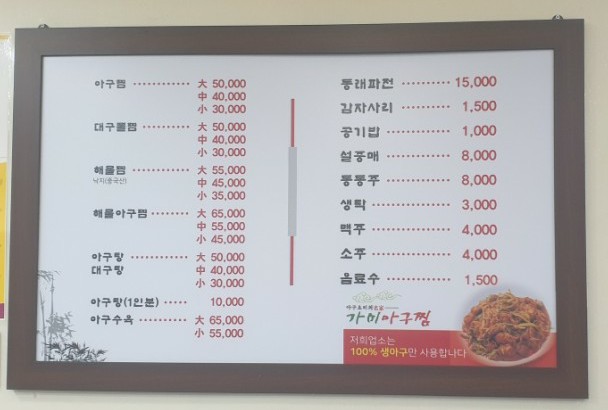 아구찜 大 50,000
中 40,000
小 30,000
대구뽈찜 大 50,000
中 40,000
小 30,000
해물찜 大 55,000
낙지(중국산) 中 45,000
小 35,000
해물아구찜 大 65,000
中 55,000
小 45,000
아구탕 大 50,000
대구탕 中 40,000
小 30,000
아구탕(1인분) 10,000
아구수육 大 65,000
小 55,000
동래파전 15,000
감자사리 1,500
공기밥 1,000
설중매 8,000
동동주 8,000
생탁 3,000
맥주 4,000
소주 4,000
음료수 1,500
가미아구찜
저희업소는
100% 생아구만 사용합니다